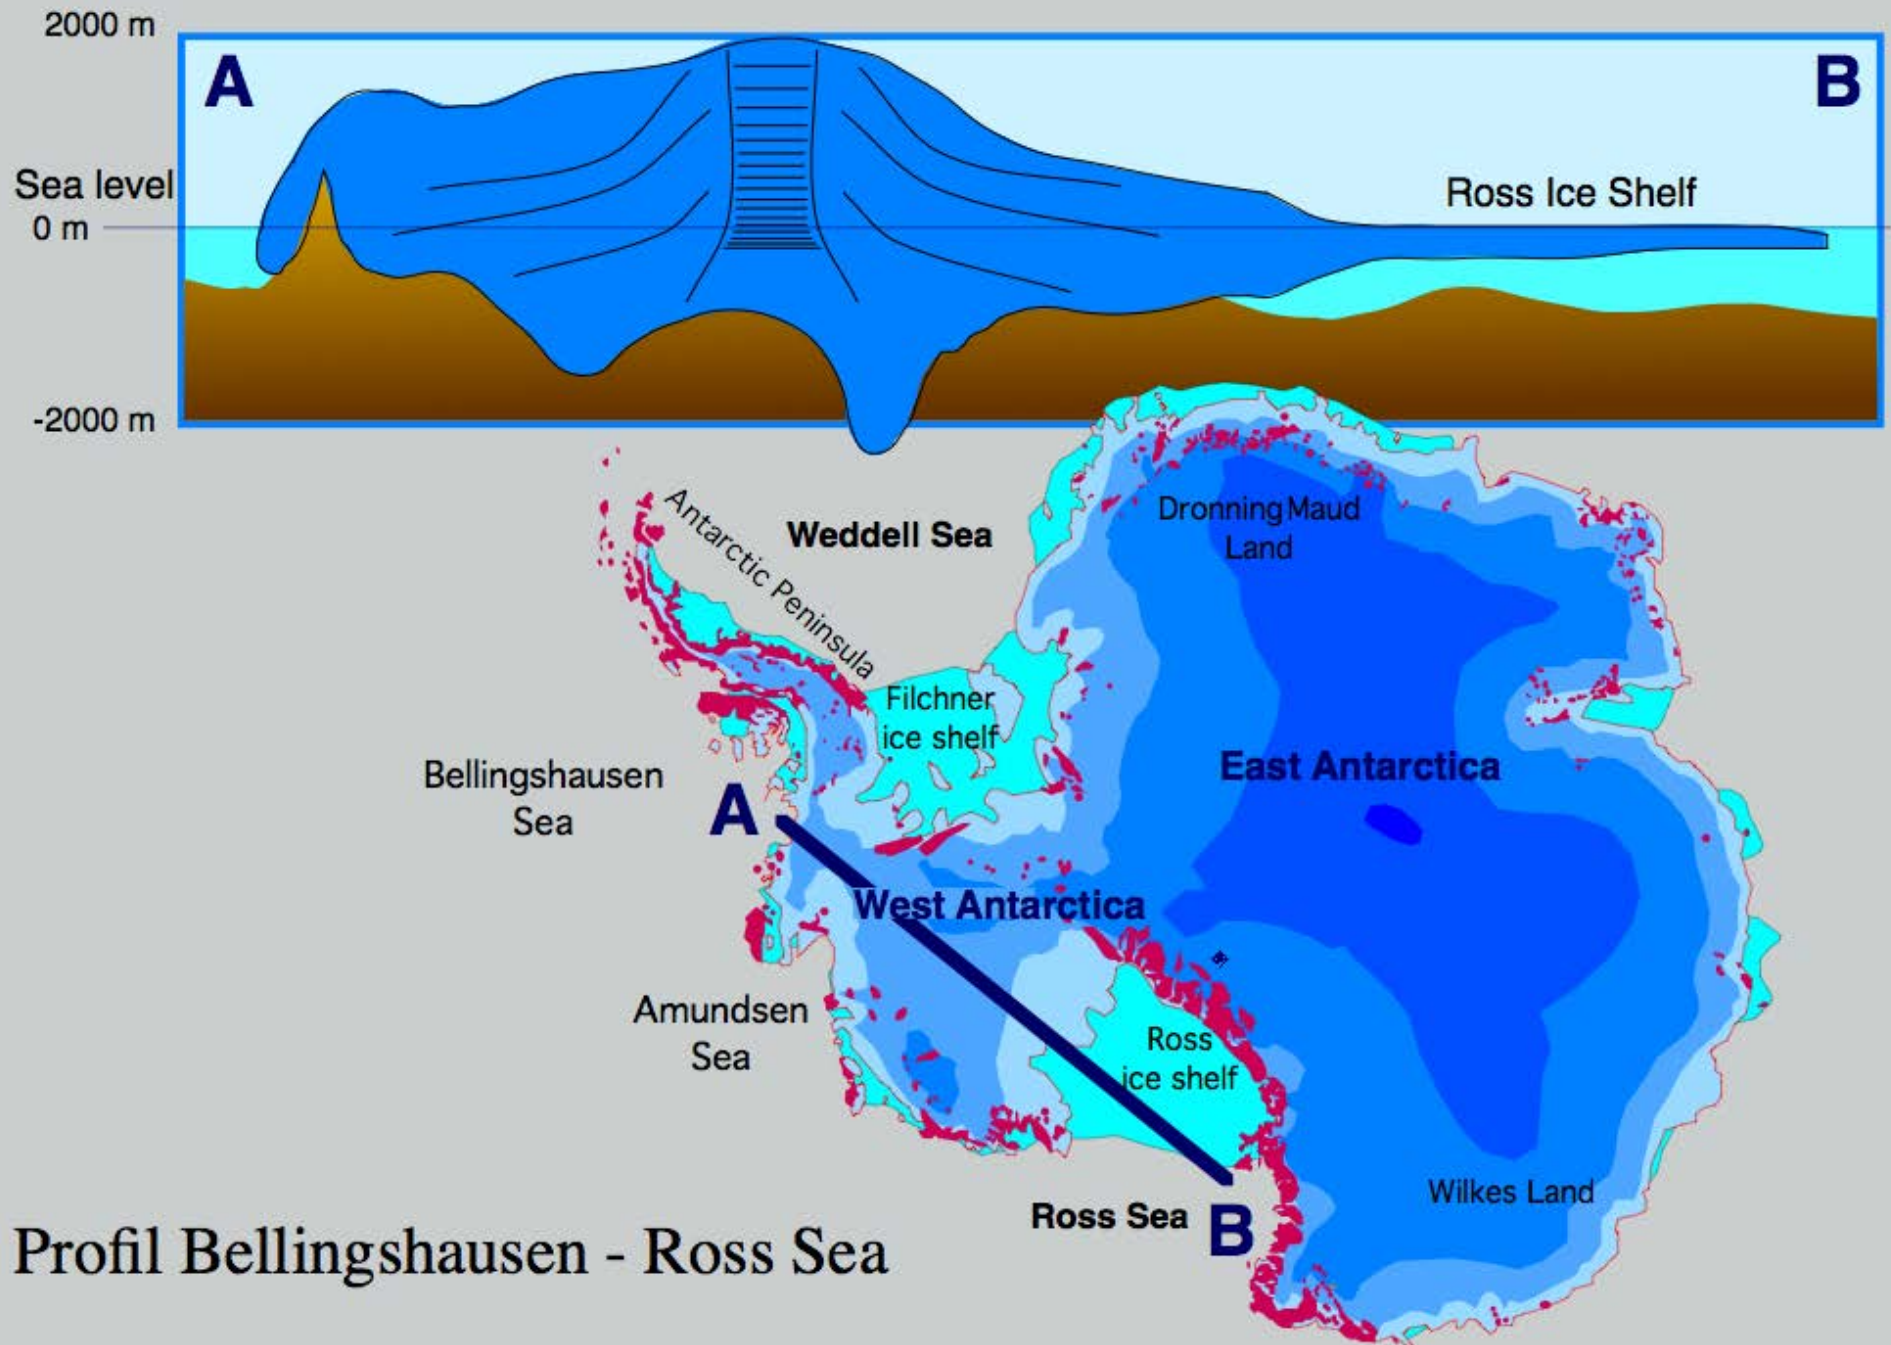 2000 m
A
B
Sea level
Ross Ice Shelf
0 m
-2000 m
Antarctic Peninsula
Weddell Sea
Dronning Maud
Land
Filchner
ice shelf
Bellingshausen
Sea
A
East Antarctica
West Antarctica
Amundsen
Sea
Ross
ice shelf
Wilkes Land
Ross Sea
B
Profil Bellingshausen - Ross Sea